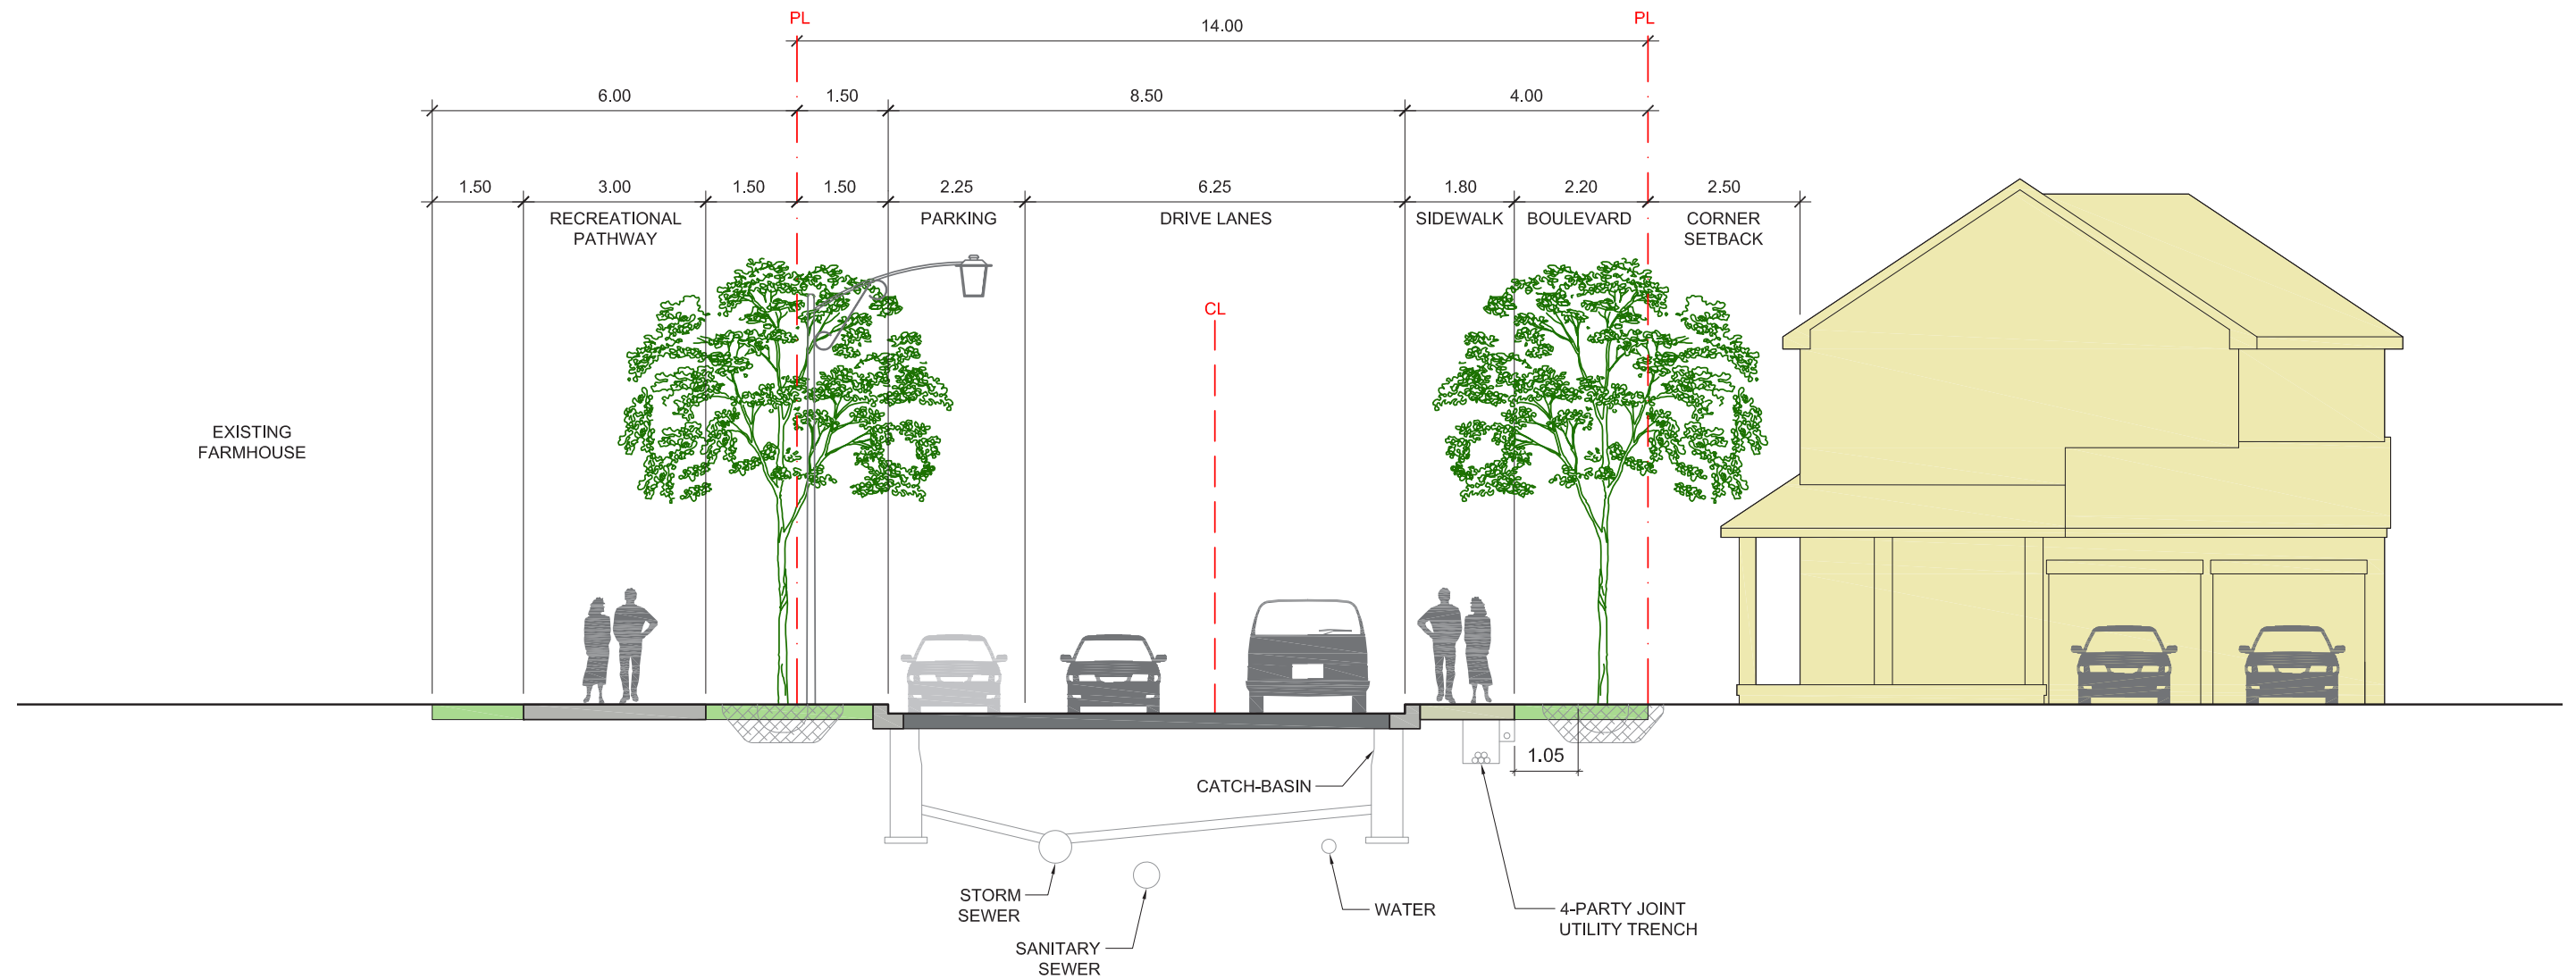 PL
PL
14.00
6.00
1.50
8.50
4.00
1.50
3.00
1.50
1.50
2.25
6.25
1.80
2.20
2.50
RECREATIONAL
PATHWAY
PARKING
DRIVE LANES
SIDEWALK
BOULEVARD
CORNER
SETBACK
CL
EXISTING
FARMHOUSE
1.05
CATCH-BASIN
STORM
SEWER
SANITARY
SEWER
WATER
4-PARTY JOINT
UTILITY TRENCH